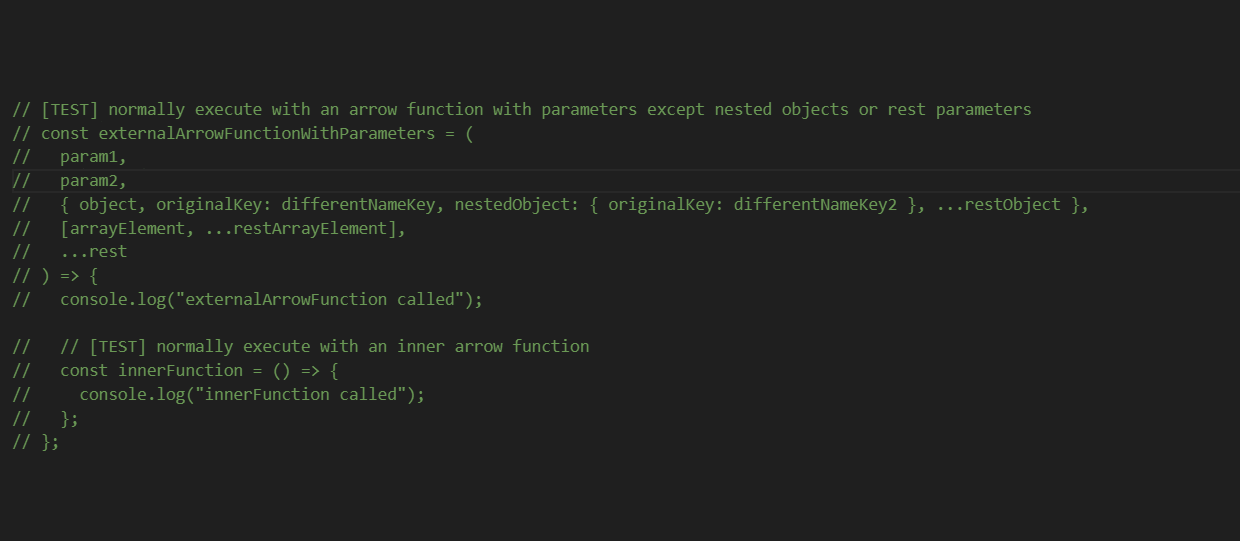 // [TEST] normally execute with an arrow function with parameters except nested objects or rest parameters
// const externalArrowFunctionWithParameters = (
//   param1,
//   param2,
//   { object, originalKey: differentNameKey, nestedObject: { originalKey: differentNameKey2 }, ...restObject },
//   [arrayElement, ...restArrayElement],
//   ...rest
// ) => {
//   console.log("externalArrowFunction called");

//   // [TEST] normally execute with an inner arrow function
//   const innerFunction = () => {
//     console.log("innerFunction called");
//   };
// };